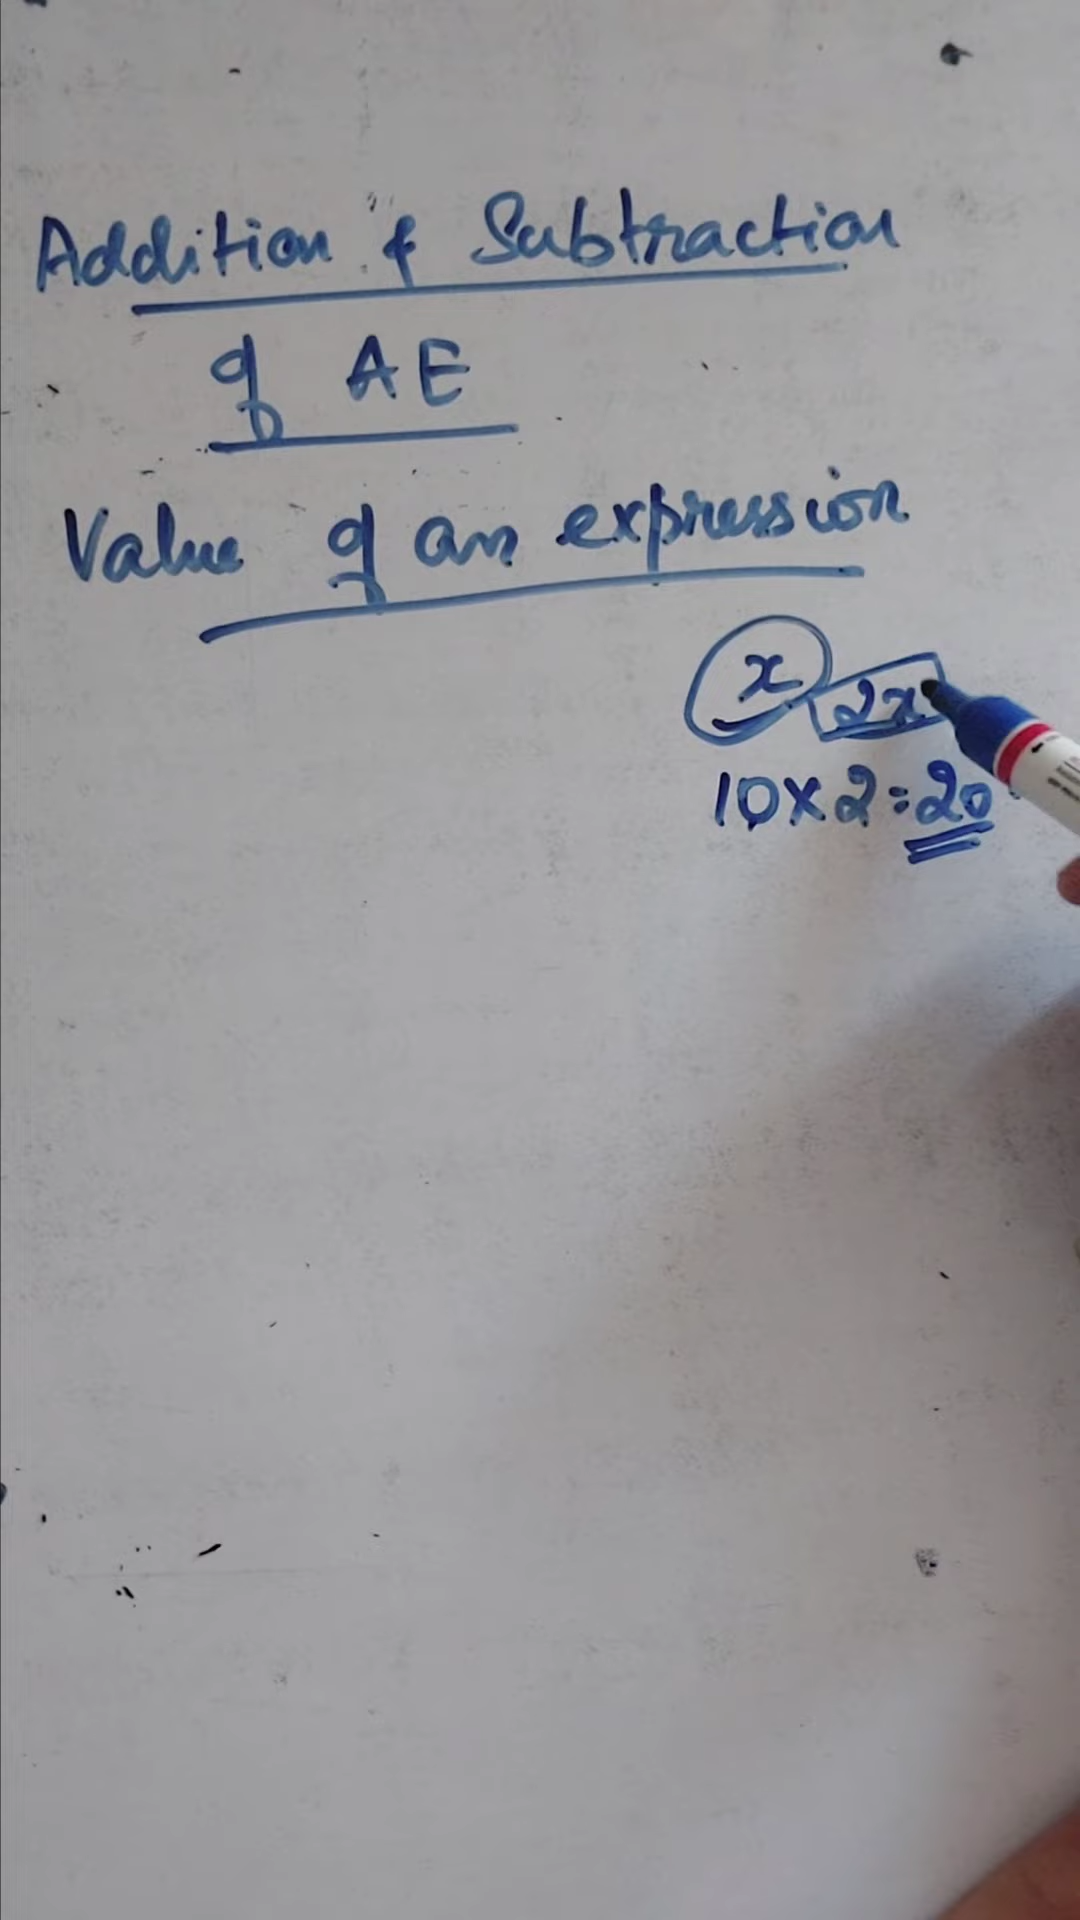 Addition & Subtraction
of AE
Value of an expression
x 2x
10×2=20